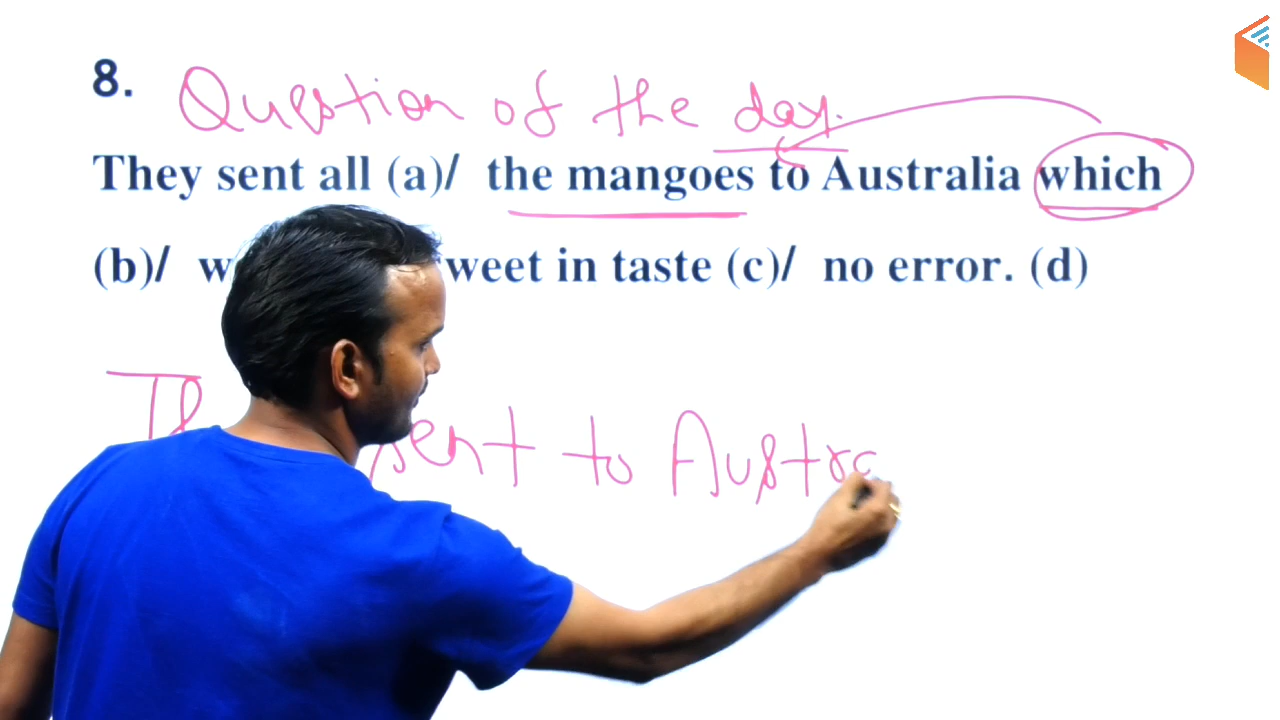 8. Question of the day.
They sent all (a)/ the mangoes to Australia which
(b)/ in taste (c)/ no error. (d)
sent to Austra